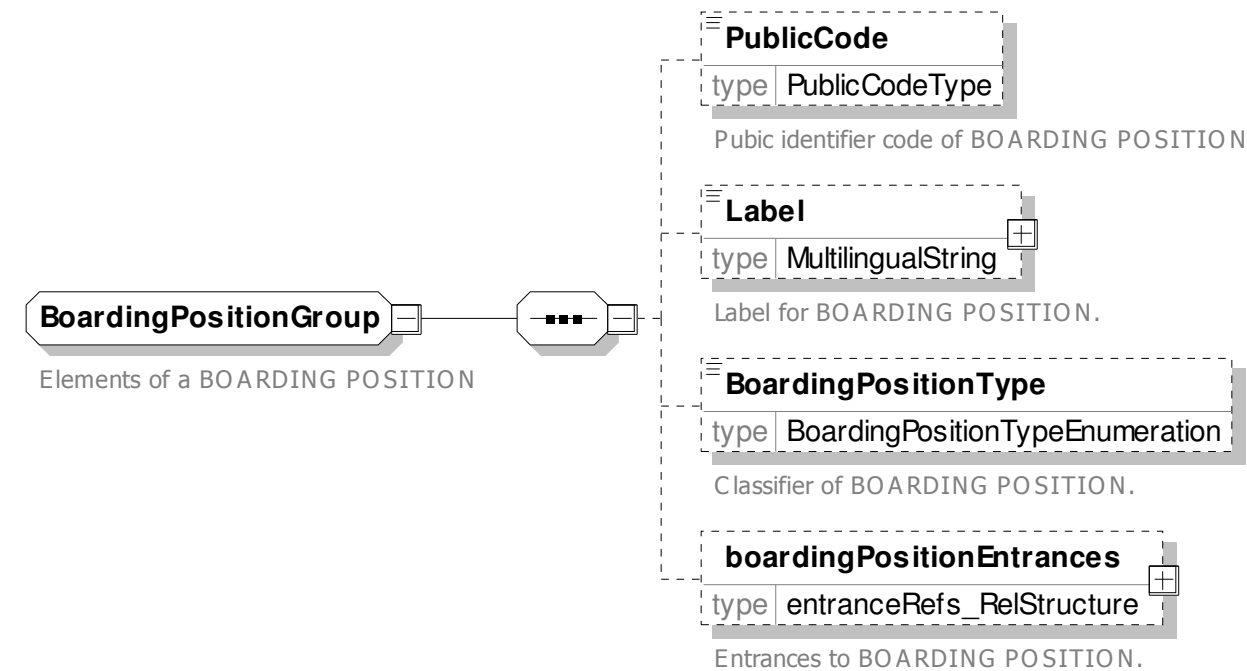 PublicCode
type PublicCodeType
Pubic identifier code of BOARDING POSITION
Label
type MultilingualString
Label for BOARDING POSITION.
BoardingPositionGroup
Elements of a BOARDING POSITION
BoardingPositionType
type BoardingPositionTypeEnumeration
Classifier of BOARDING POSITION.
boardingPositionEntrances
type entranceRefs_RelStructure
Entrances to BOARDING POSITION.